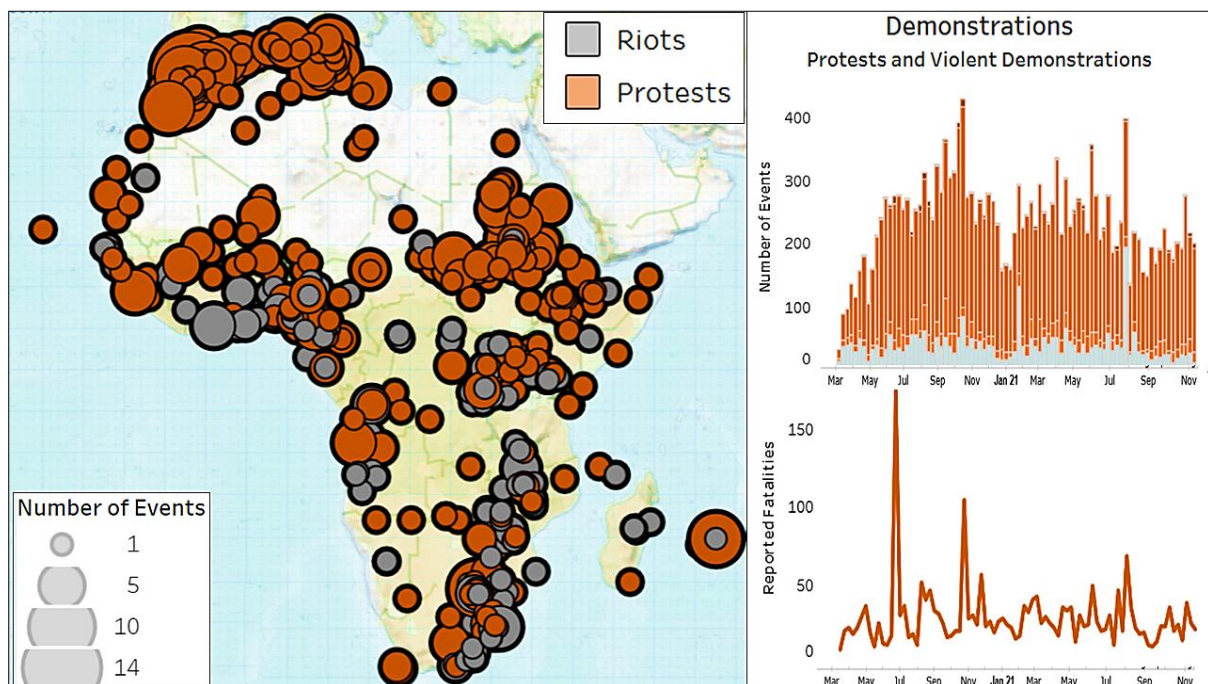 Riots
Protests
Number of Events
1
5
10
14
Demonstrations
Protests and Violent Demonstrations
Number of Events
400
300
200
100
0
Mar May Jul Sep Nov Jan 21 Mar May Jul Sep Nov
Reported Fatalities
150
100
50
0
Mar May Jul Sep Nov Jan 21 Mar May Jul Sep Nov